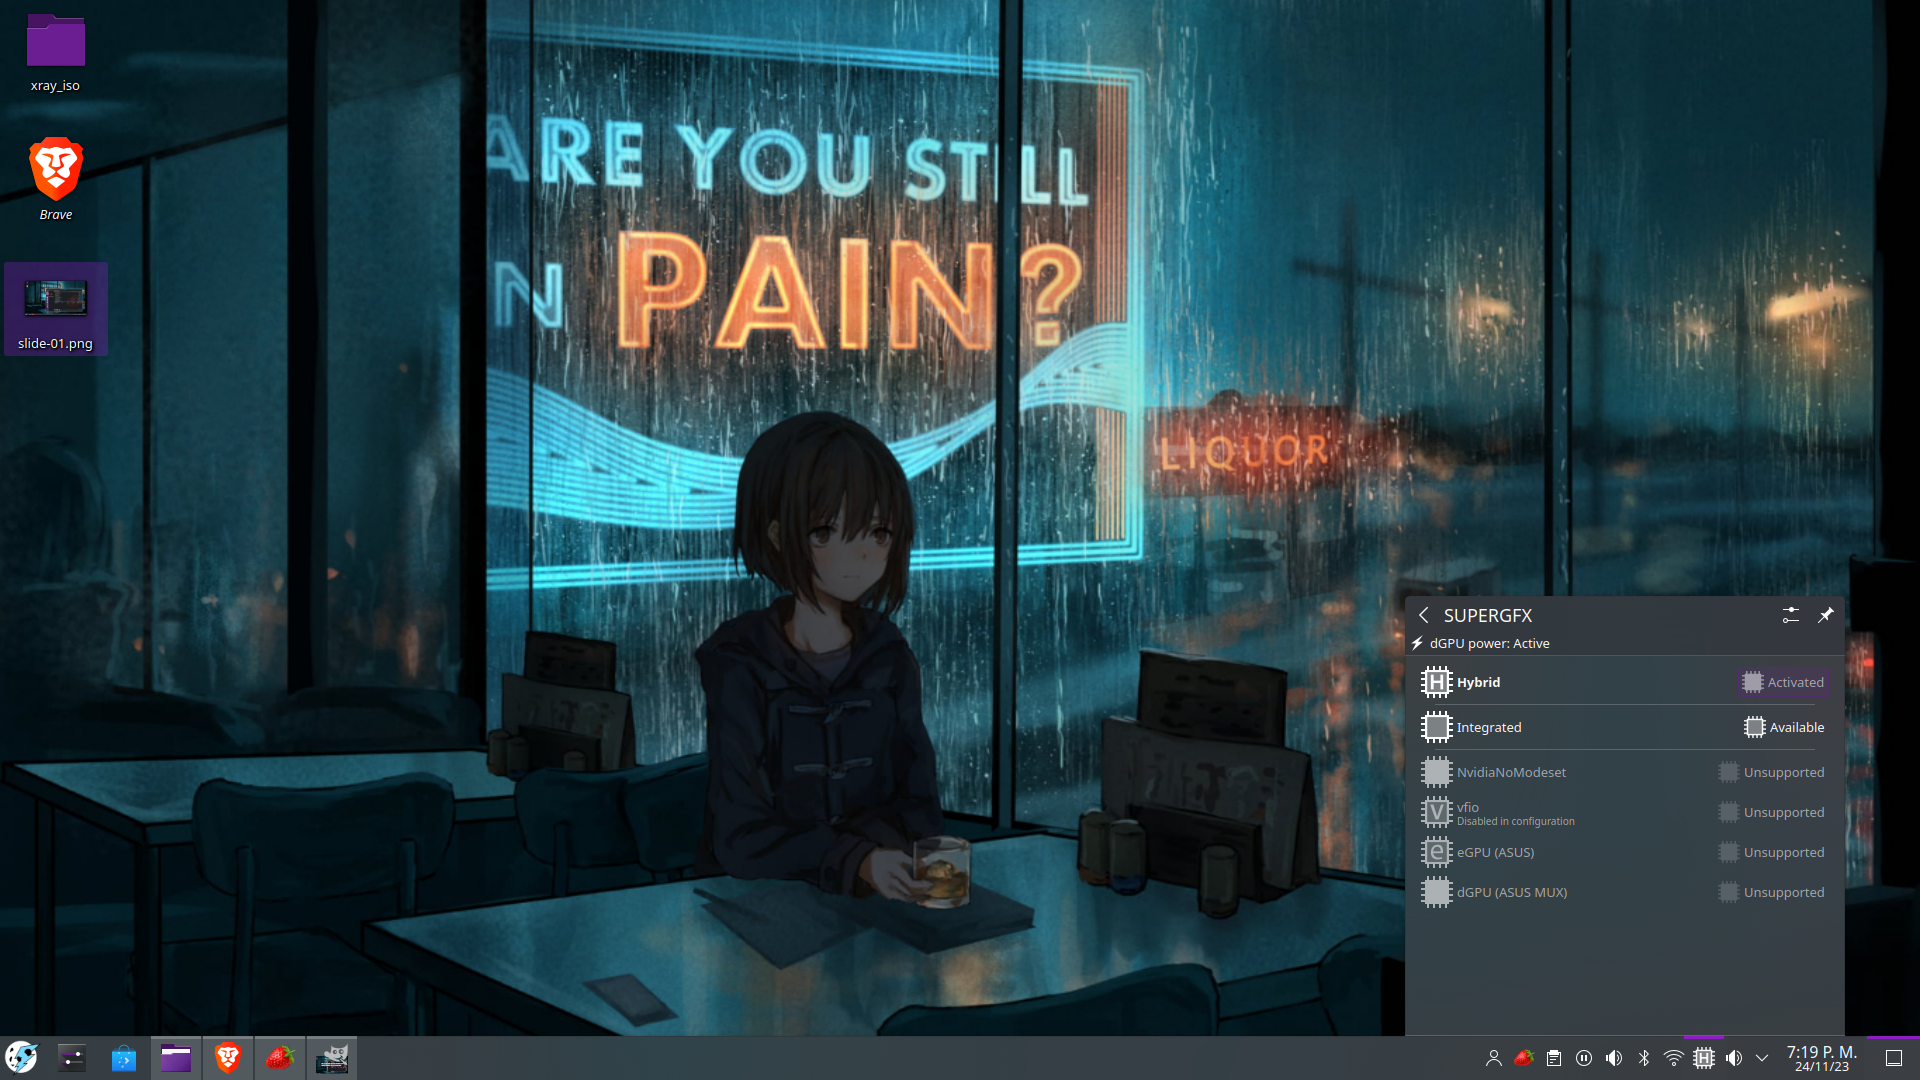 xray_iso
Brave
slide-01.png
ARE YOU STILL
N PAIN?
LIQUOR
SUPERGFX
dGPU power: Active
Hybrid
Activated
Integrated
Available
NvidiaNoModeset
Unsupported
vfio
Disabled in configuration
Unsupported
eGPU (ASUS)
Unsupported
dGPU (ASUS MUX)
Unsupported
7:19 P. M.
24/11/23